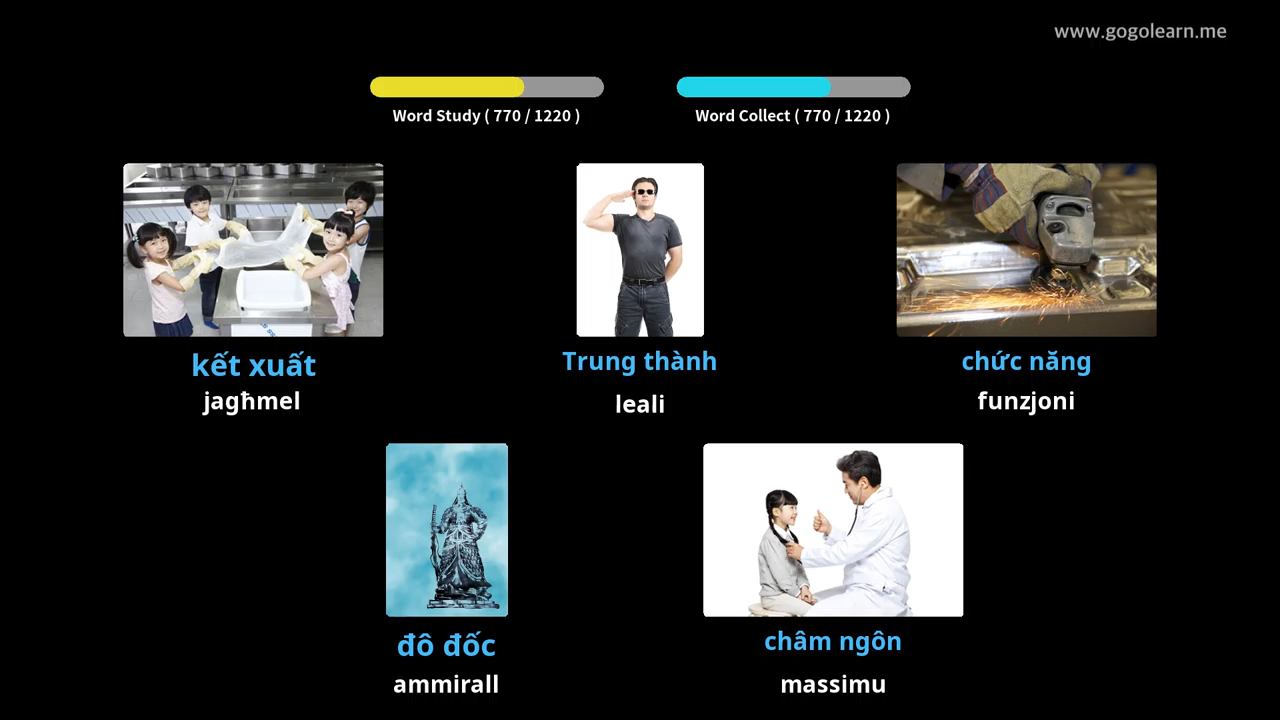 www.gogolearn.me
Word Study ( 770 / 1220 )
Word Collect ( 770 / 1220 )
kết xuất
jagħmel
Trung thành
leali
chức năng
funzjoni
đô đốc
ammirall
châm ngôn
massimu